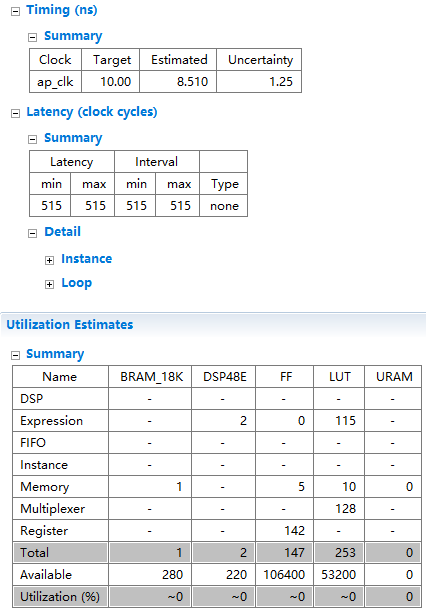 Timing (ns)
Summary
Clock Target Estimated Uncertainty
ap_clk 10.00 8.510 1.25
Latency (clock cycles)
Summary
Latency Interval
min max min max Type
515 515 515 515 none
Detail
Instance
Loop
Utilization Estimates
Summary
Name BRAM_18K DSP48E FF LUT URAM
DSP - - - - -
Expression - 2 0 115 -
FIFO - - - - -
Instance - - - - -
Memory 1 - 5 10 0
Multiplexer - - - 128 -
Register - - 142 - -
Total 1 2 147 253 0
Available 280 220 106400 53200 0
Utilization (%) ~0 ~0 ~0 ~0 0